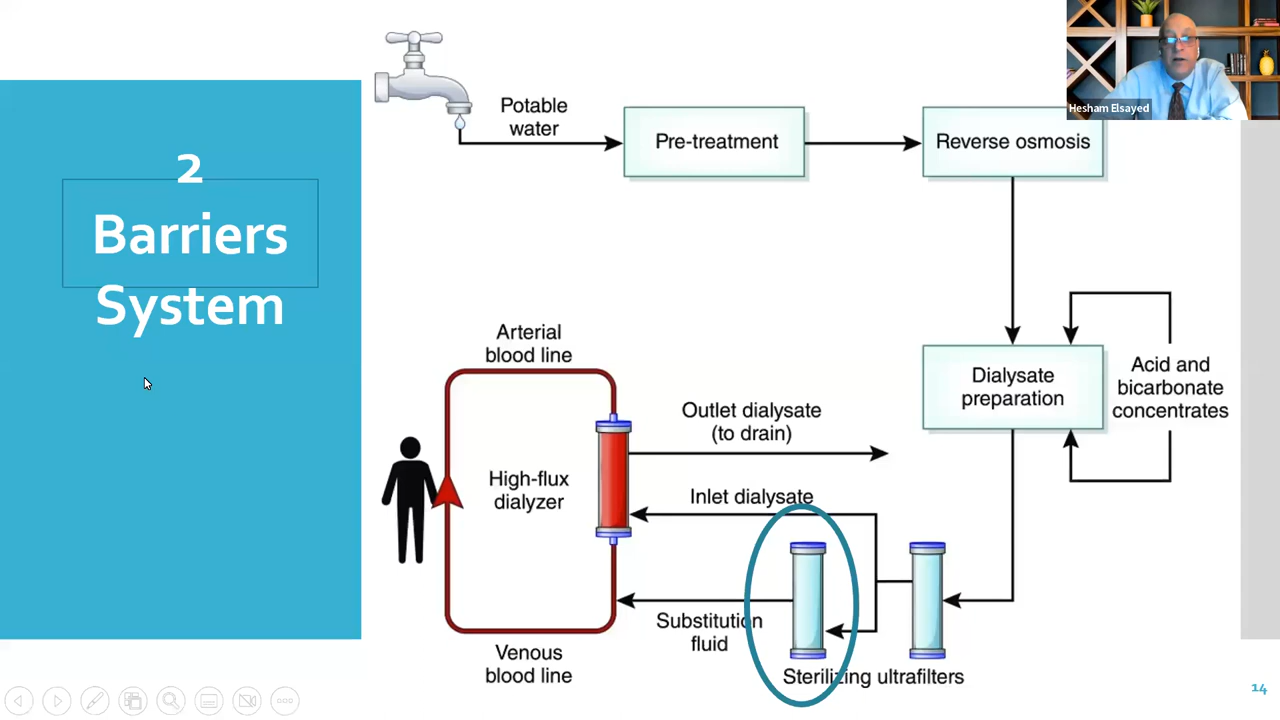 2
Barriers
System
Potable
water
Pre-treatment
Reverse osmosis
Hesham Elsayed
Dialysate
preparation
Acid and
bicarbonate
concentrates
Arterial
blood line
High-flux
dialyzer
Outlet dialysate
(to drain)
Inlet dialysate
Substitution
fluid
Sterilizing ultrafilters
Venous
blood line
14